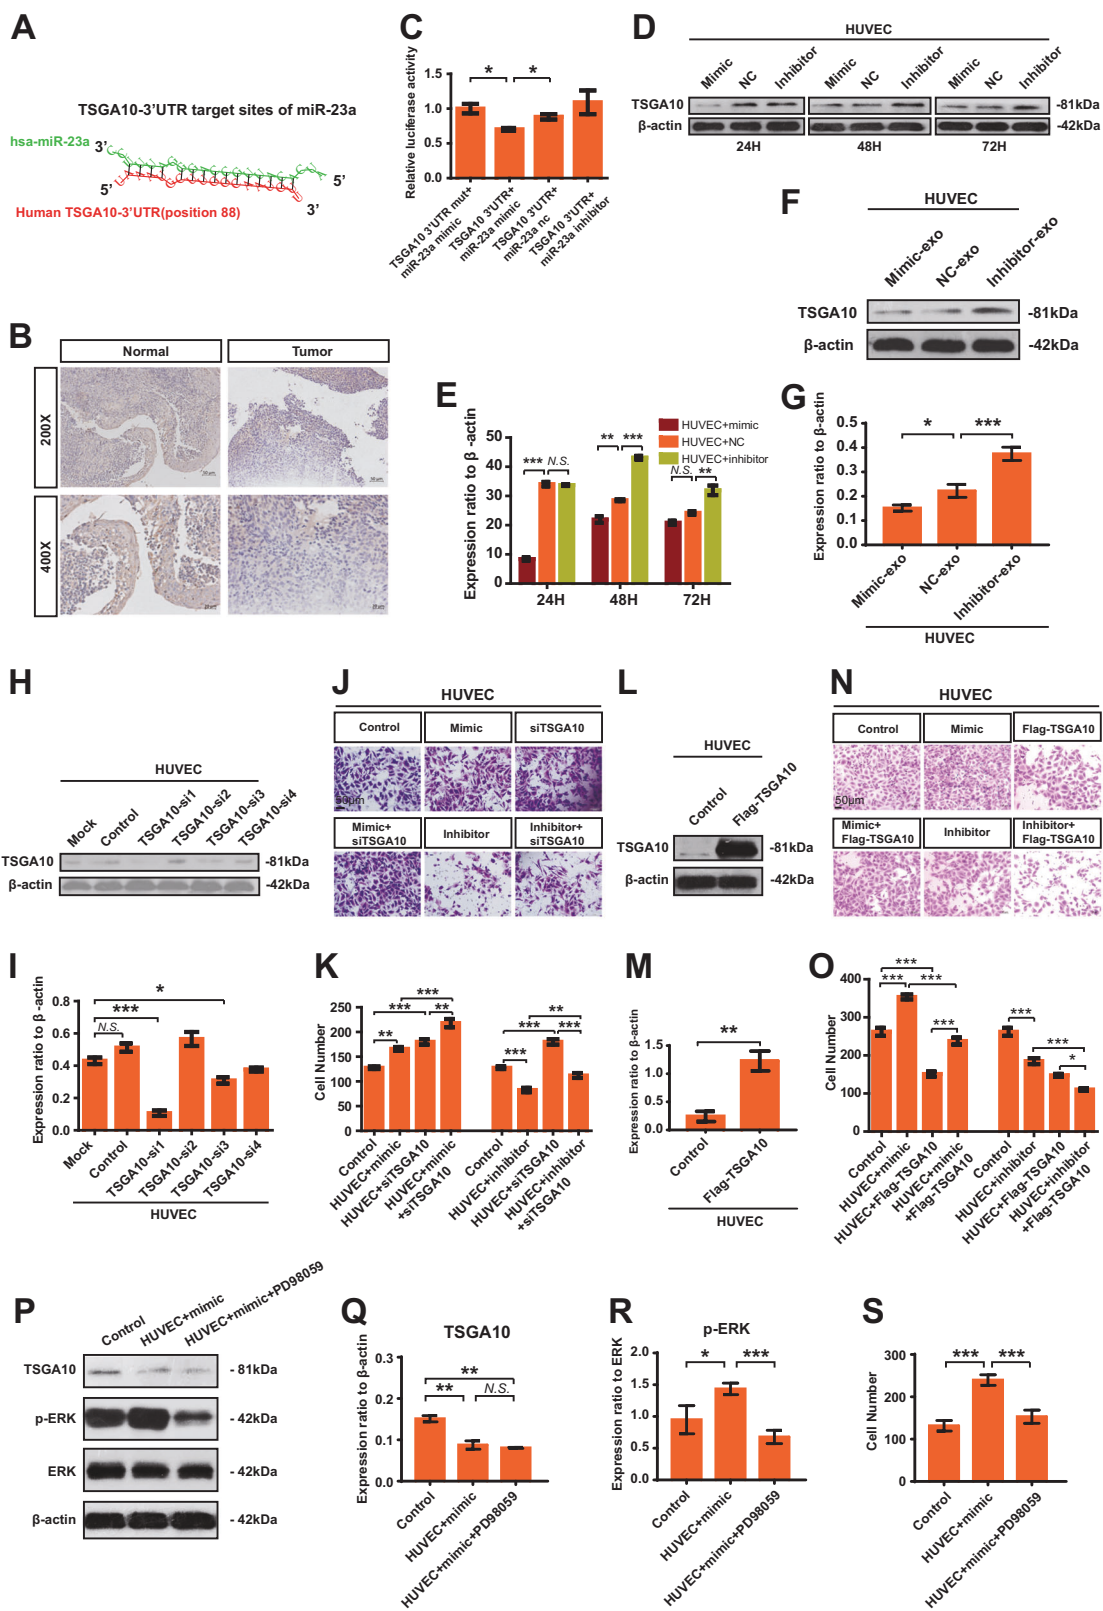 A
TSGA10-3'UTR target sites of miR-23a
hsa-miR-23a
3'
5'
5'
3'
Human TSGA10-3'UTR(position 88)
B
Normal
Tumor
200X
400X
C
Relative luciferase activity
1.5
1.0
0.5
0.0
*
*
TSGA10 3'UTR mut+
miR-23a mimic
TSGA10 3'UTR+
miR-23a mimic
TSGA10 3'UTR+
miR-23a nc
TSGA10 3'UTR+
miR-23a inhibitor
D
HUVEC
Mimic
NC
Inhibitor
Mimic
NC
Inhibitor
Mimic
NC
Inhibitor
TSGA10
-81kDa
β-actin
-42kDa
24H
48H
72H
E
Expression ratio to β -actin
50
40
30
20
10
0
HUVEC+mimic
HUVEC+NC
HUVEC+inhibitor
***
N.S.
**
***
N.S.
**
24H
48H
72H
F
HUVEC
Mimic-exo
NC-exo
Inhibitor-exo
TSGA10
-81kDa
β-actin
-42kDa
G
Expression ratio to β-actin
0.5
0.4
0.3
0.2
0.1
0.0
*
***
Mimic-exo
NC-exo
Inhibitor-exo
HUVEC
H
HUVEC
Mock
Control
TSGA10-si1
TSGA10-si2
TSGA10-si3
TSGA10-si4
TSGA10
-81kDa
β-actin
-42kDa
I
Expression ratio to β -actin
0.8
0.6
0.4
0.2
0.0
N.S.
***
*
Mock
Control
TSGA10-si1
TSGA10-si2
TSGA10-si3
TSGA10-si4
HUVEC
J
HUVEC
Control
Mimic
siTSGA10
50μm
Mimic+
siTSGA10
Inhibitor
Inhibitor+
siTSGA10
K
Cell Number
250
200
150
100
50
0
**
***
***
**
***
***
**
***
Control
HUVEC+mimic
HUVEC+siTSGA10
HUVEC+mimic
+siTSGA10
Control
HUVEC+inhibitor
HUVEC+siTSGA10
HUVEC+inhibitor
+siTSGA10
L
HUVEC
Control
Flag-TSGA10
TSGA10
-81kDa
β-actin
-42kDa
M
Expression ratio to β-actin
1.5
1.0
0.5
0.0
**
Control
Flag-TSGA10
HUVEC
N
HUVEC
Control
Mimic
Flag-TSGA10
50μm
Mimic+
Flag-TSGA10
Inhibitor
Inhibitor+
Flag-TSGA10
O
Cell Number
400
300
200
100
0
***
***
***
***
***
***
*
Control
HUVEC+mimic
HUVEC+Flag-TSGA10
HUVEC+mimic
+Flag-TSGA10
Control
HUVEC+inhibitor
HUVEC+Flag-TSGA10
HUVEC+inhibitor
+Flag-TSGA10
P
Control
HUVEC+mimic
HUVEC+mimic+PD98059
TSGA10
- 81kDa
p-ERK
- 42kDa
ERK
- 42kDa
β-actin
- 42kDa
Q
TSGA10
Expression ratio to β-actin
0.3
0.2
0.1
0.0
**
**
N.S.
Control
HUVEC+mimic
HUVEC+mimic+PD98059
R
p-ERK
Expression ratio to ERK
2.0
1.5
1.0
0.5
0.0
*
***
Control
HUVEC+mimic
HUVEC+mimic+PD98059
S
Cell Number
300
200
100
0
***
***
Control
HUVEC+mimic
HUVEC+mimic+PD98059